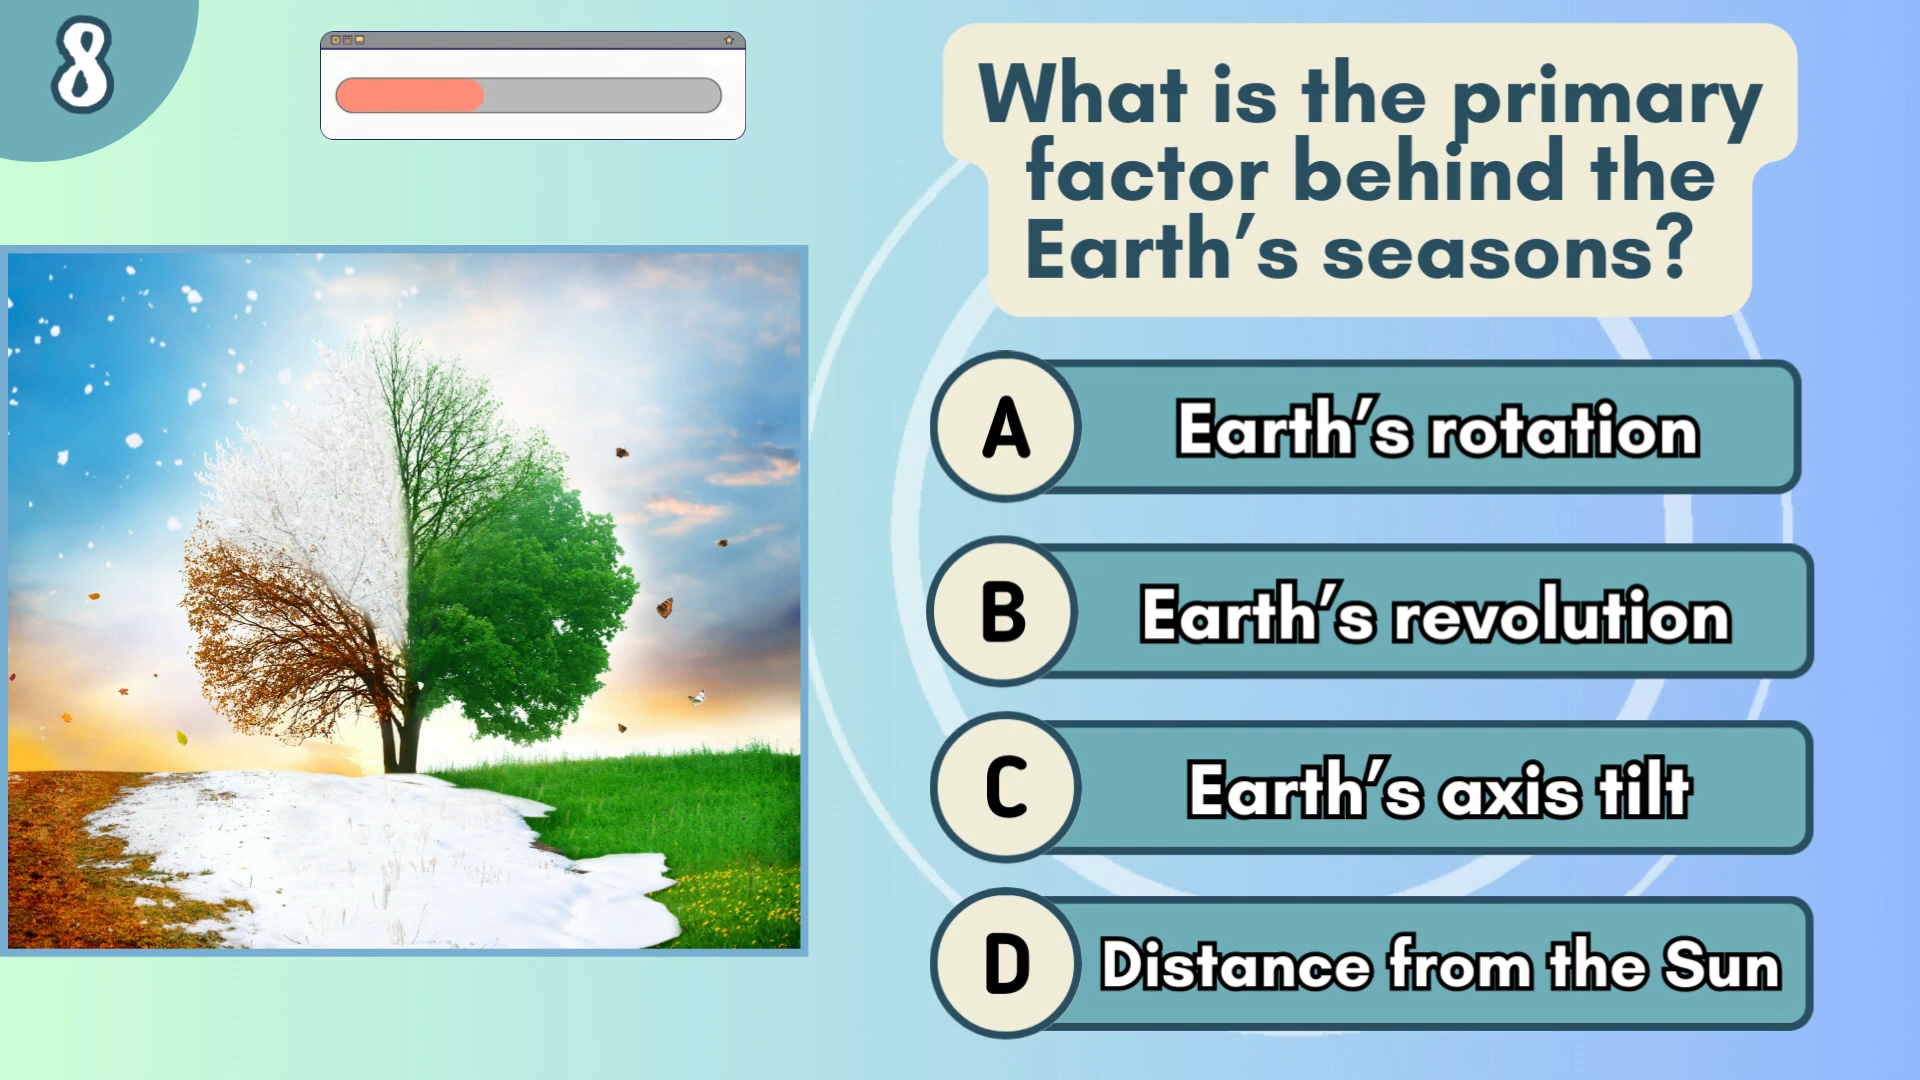 8
What is the primary
factor behind the
Earth’s seasons?
A Earth’s rotation
B Earth’s revolution
C Earth’s axis tilt
D Distance from the Sun